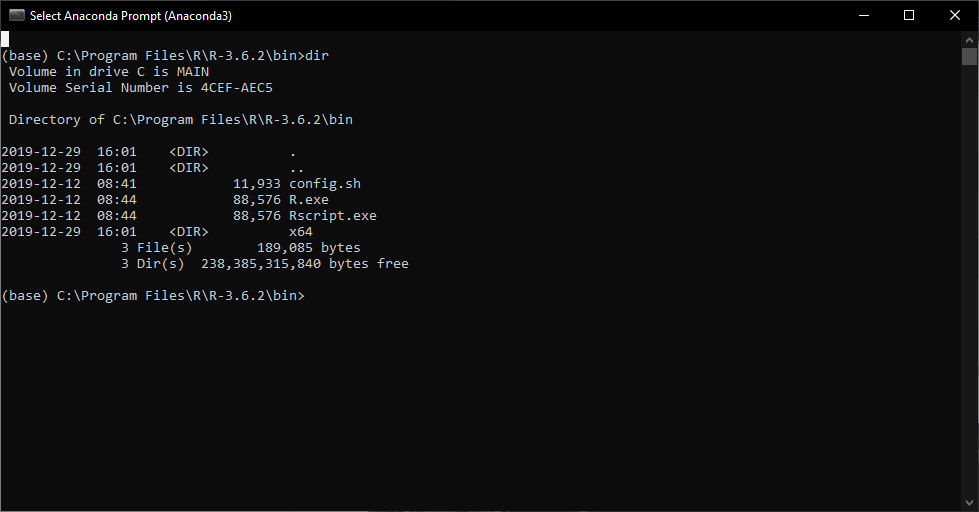 Select Anaconda Prompt (Anaconda3)
(base) C:\Program Files\R\R-3.6.2\bin>dir
 Volume in drive C is MAIN
 Volume Serial Number is 4CEF-AEC5
 Directory of C:\Program Files\R\R-3.6.2\bin
2019-12-29  16:01    <DIR>          .
2019-12-29  16:01    <DIR>          ..
2019-12-12  08:41            11,933 config.sh
2019-12-12  08:44            88,576 R.exe
2019-12-12  08:44            88,576 Rscript.exe
2019-12-29  16:01    <DIR>          x64
               3 File(s)        189,085 bytes
               3 Dir(s)  238,385,315,840 bytes free
(base) C:\Program Files\R\R-3.6.2\bin>